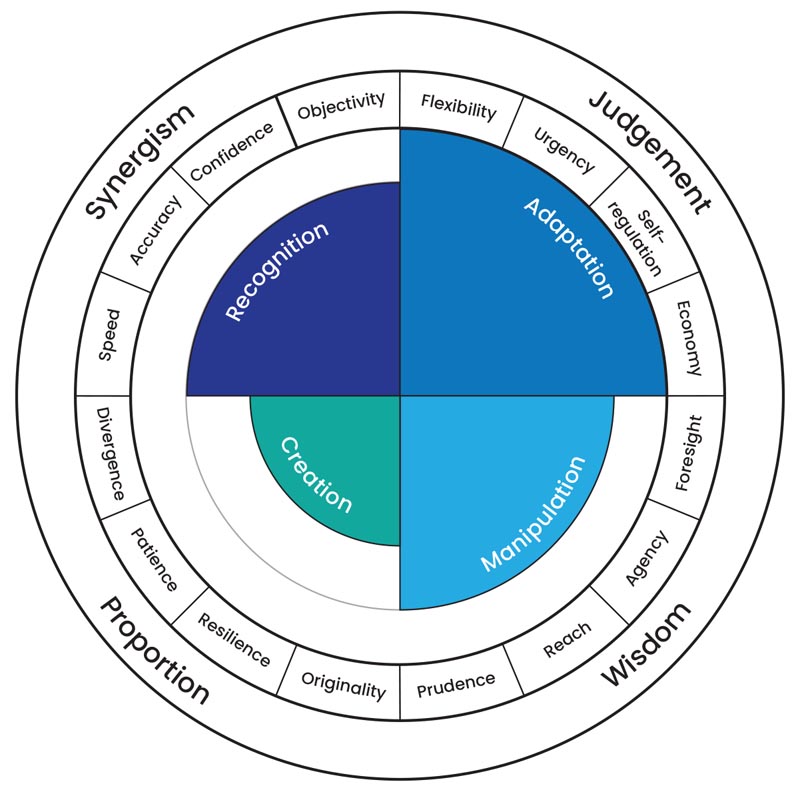 Synergism
Judgement
Wisdom
Proportion
Objectivity
Flexibility
Urgency
Self-
regulation
Economy
Foresight
Agency
Reach
Prudence
Originality
Resilience
Patience
Divergence
Speed
Accuracy
Confidence
Recognition
Adaptation
Manipulation
Creation